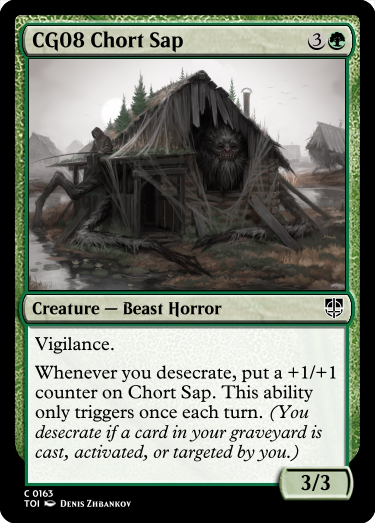 CG08 Chort Sap 3
Creature — Beast Horror
Vigilance.
Whenever you desecrate, put a +1/+1
counter on Chort Sap. This ability
only triggers once each turn. (You
desecrate if a card in your graveyard is
cast, activated, or targeted by you.)
3/3
C 0163
TOI Denis Zhbankov